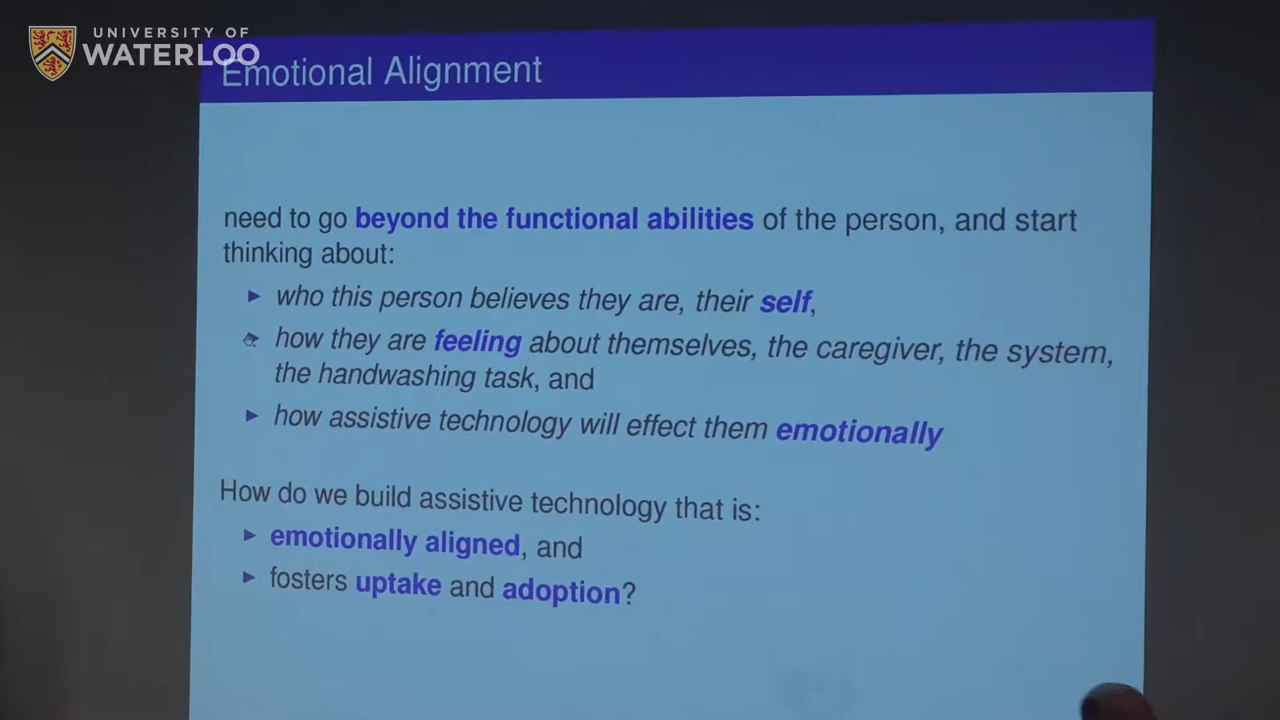 UNIVERSITY OF
WATERLOO
Emotional Alignment
need to go beyond the functional abilities of the person, and start
thinking about:
who this person believes they are, their self,
how they are feeling about themselves, the caregiver, the system,
the handwashing task, and
how assistive technology will effect them emotionally
How do we build assistive technology that is:
emotionally aligned, and
fosters uptake and adoption?